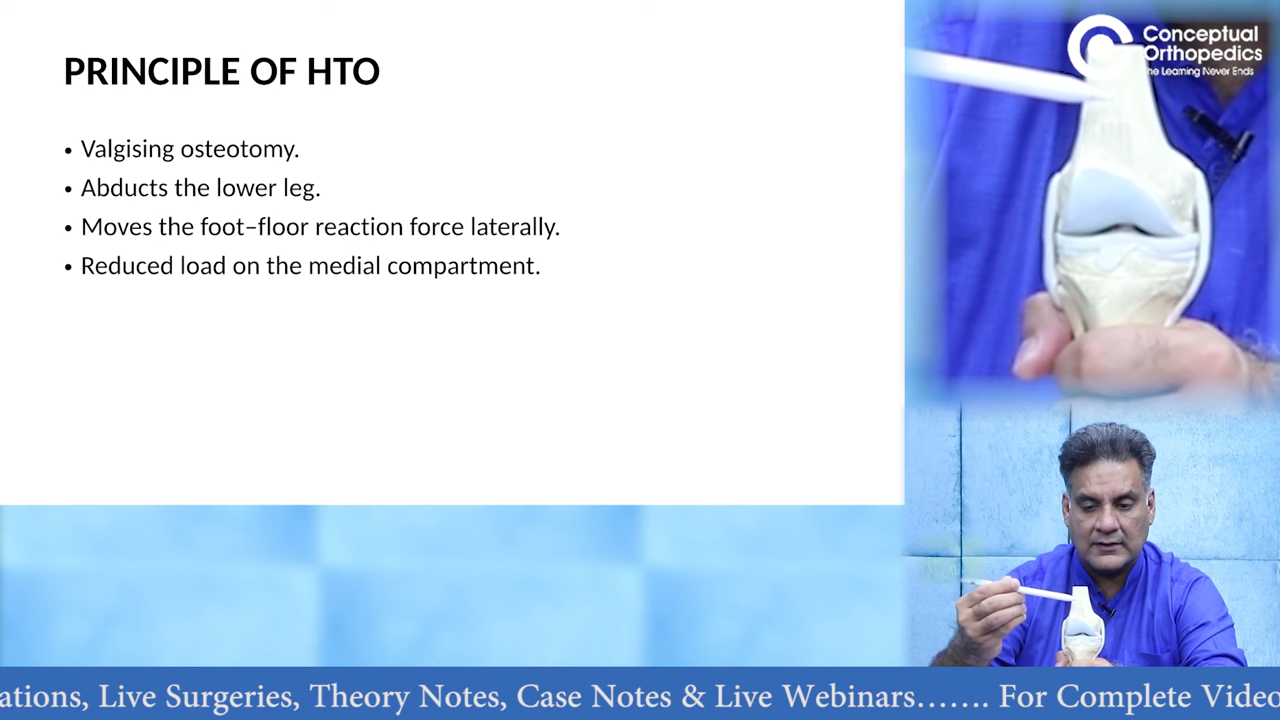 PRINCIPLE OF HTO
• Valgising osteotomy.
• Abducts the lower leg.
• Moves the foot–floor reaction force laterally.
• Reduced load on the medial compartment.
Conceptual
Orthopedics
The Learning Never Ends
ations, Live Surgeries, Theory Notes, Case Notes & Live Webinars……. For Complete Video